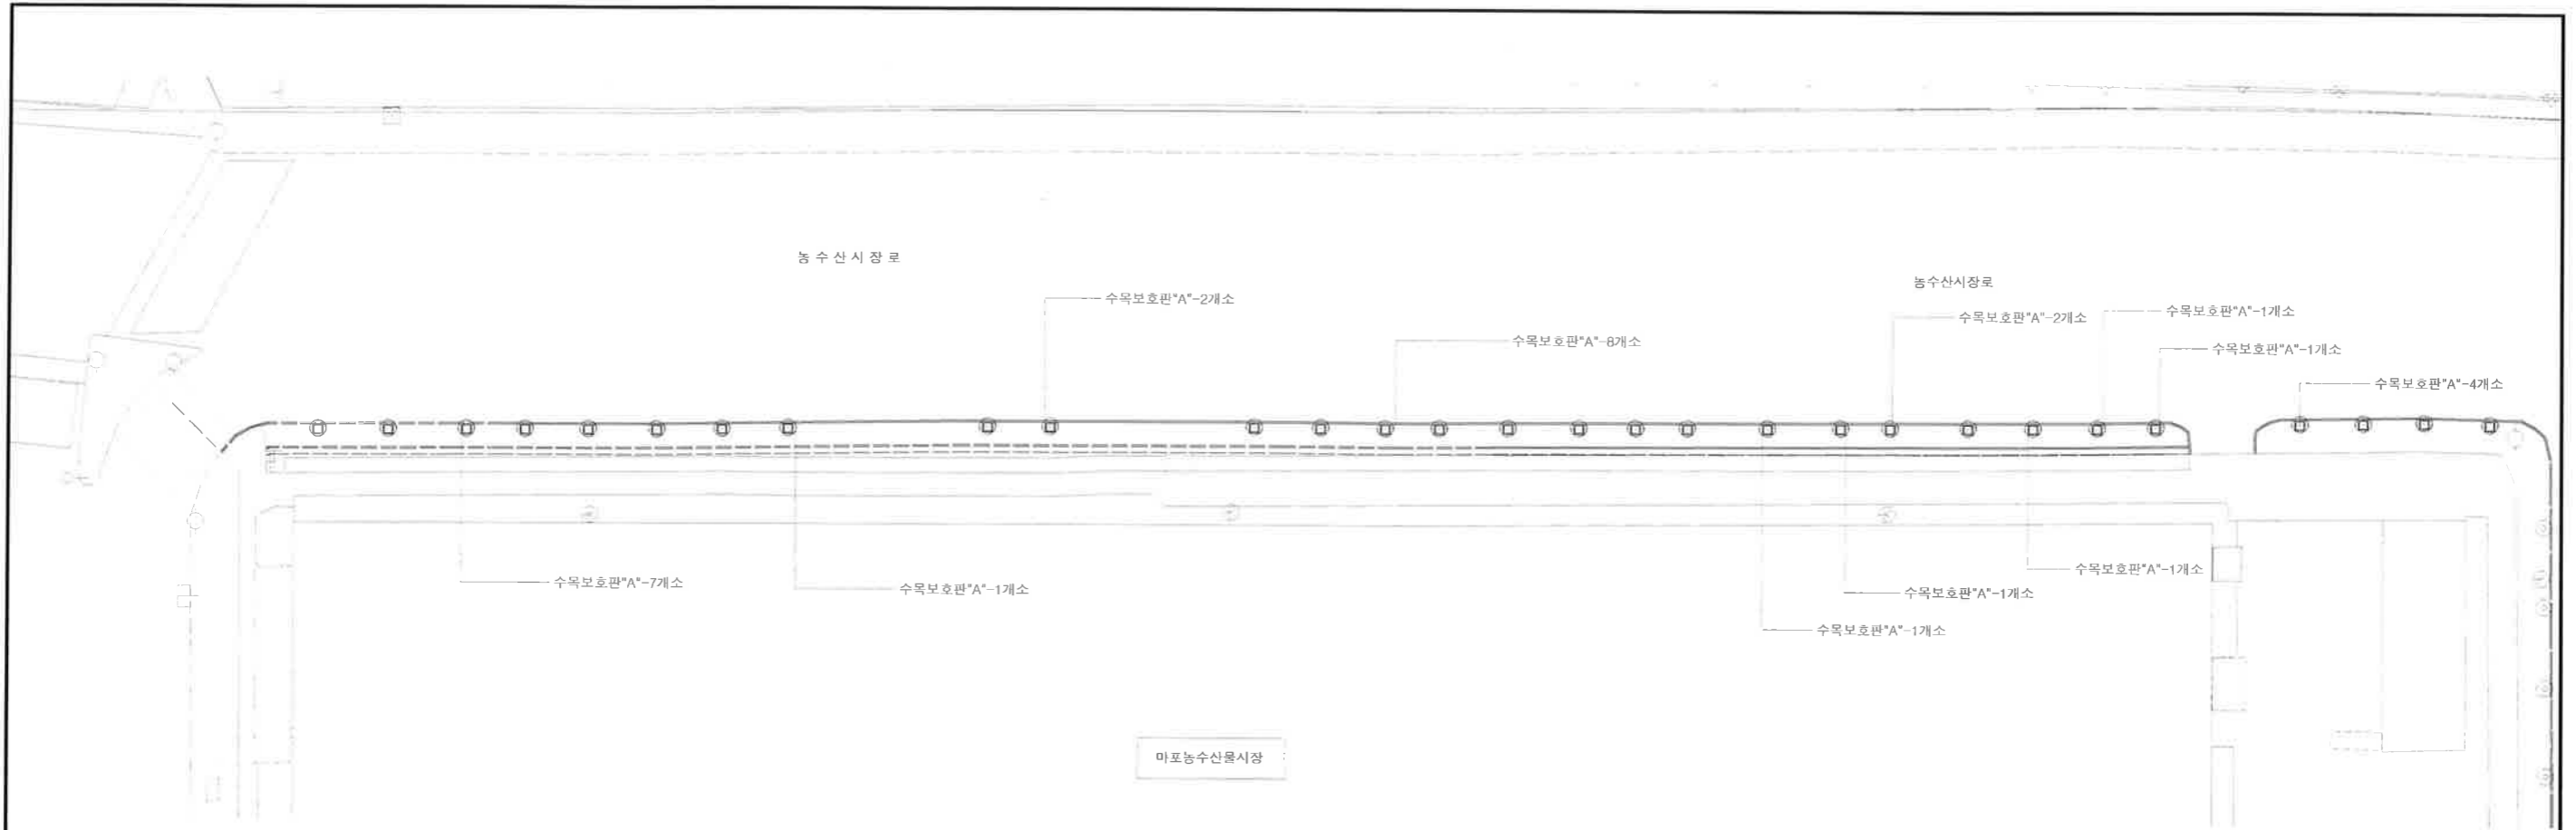 농 수 산 시 장 로
농수산시장로
수목보호판"A"-2개소
수목보호판"A"-8개소
수목보호판"A"-2개소
수목보호판"A"-1개소
수목보호판"A"-1개소
수목보호판"A"-4개소
수목보호판"A"-7개소
수목보호판"A"-1개소
수목보호판"A"-1개소
수목보호판"A"-1개소
수목보호판"A"-1개소
마포농수산물시장